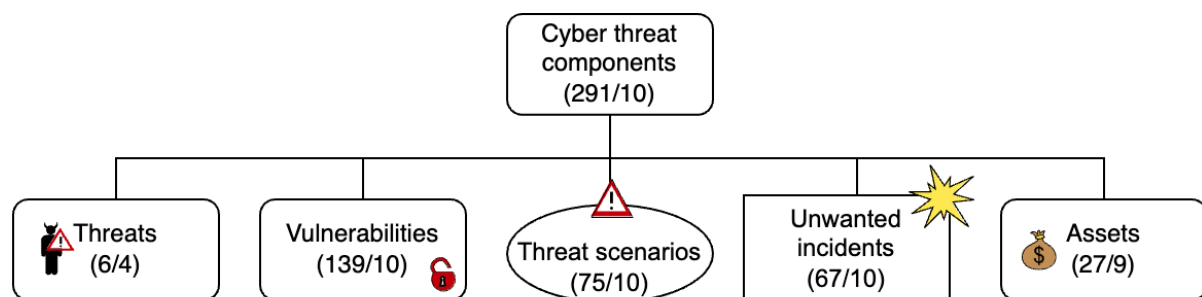 Cyber threat
components
(291/10)
Threats
(6/4)
Vulnerabilities
(139/10)
Threat scenarios
(75/10)
Unwanted
incidents
(67/10)
$
Assets
(27/9)